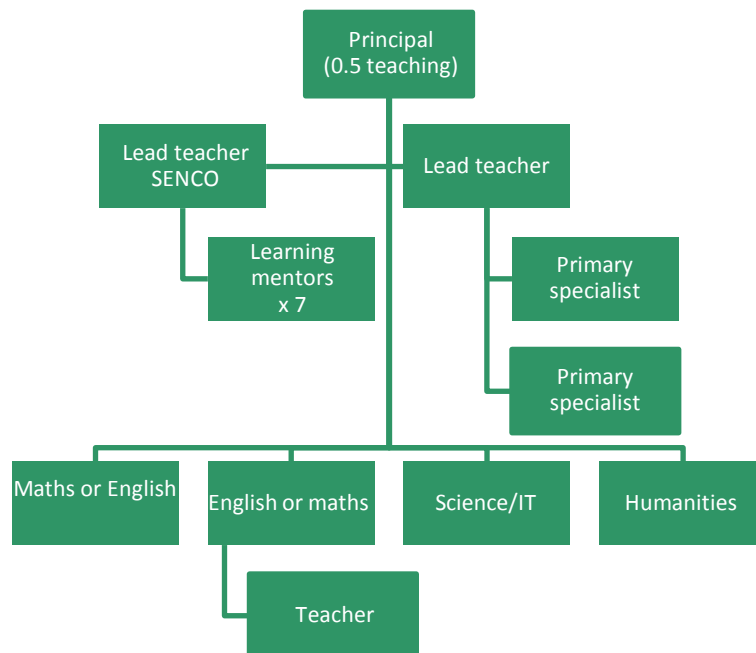 Principal
(0.5 teaching)
Lead teacher
SENCO
Lead teacher
Learning
mentors
x 7
Primary
specialist
Primary
specialist
Maths or English
English or maths
Science/IT
Humanities
Teacher